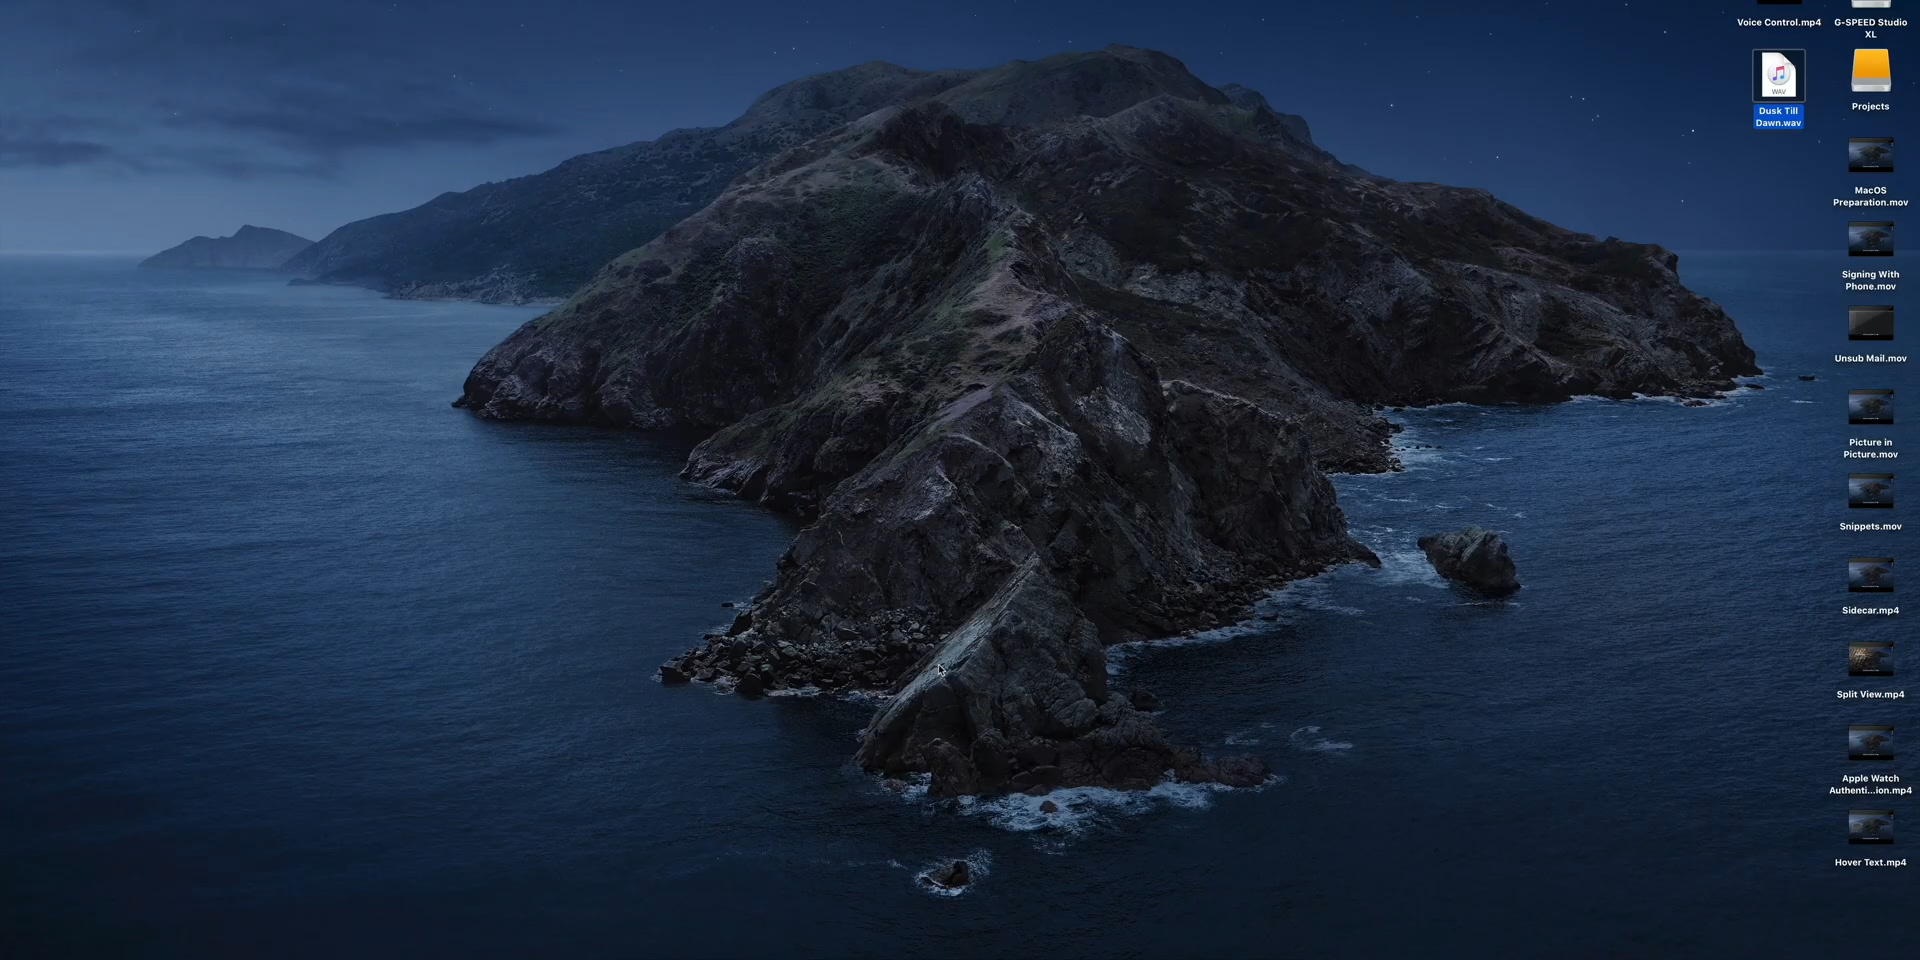 Voice Control.mp4
G-SPEED Studio
XL
WAV
Dusk Till
Dawn.wav
Projects
MacOS
Preparation.mov
Signing With
Phone.mov
Unsub Mail.mov
Picture in
Picture.mov
Snippets.mov
Sidecar.mp4
Split View.mp4
Apple Watch
Authenti...ion.mp4
Hover Text.mp4